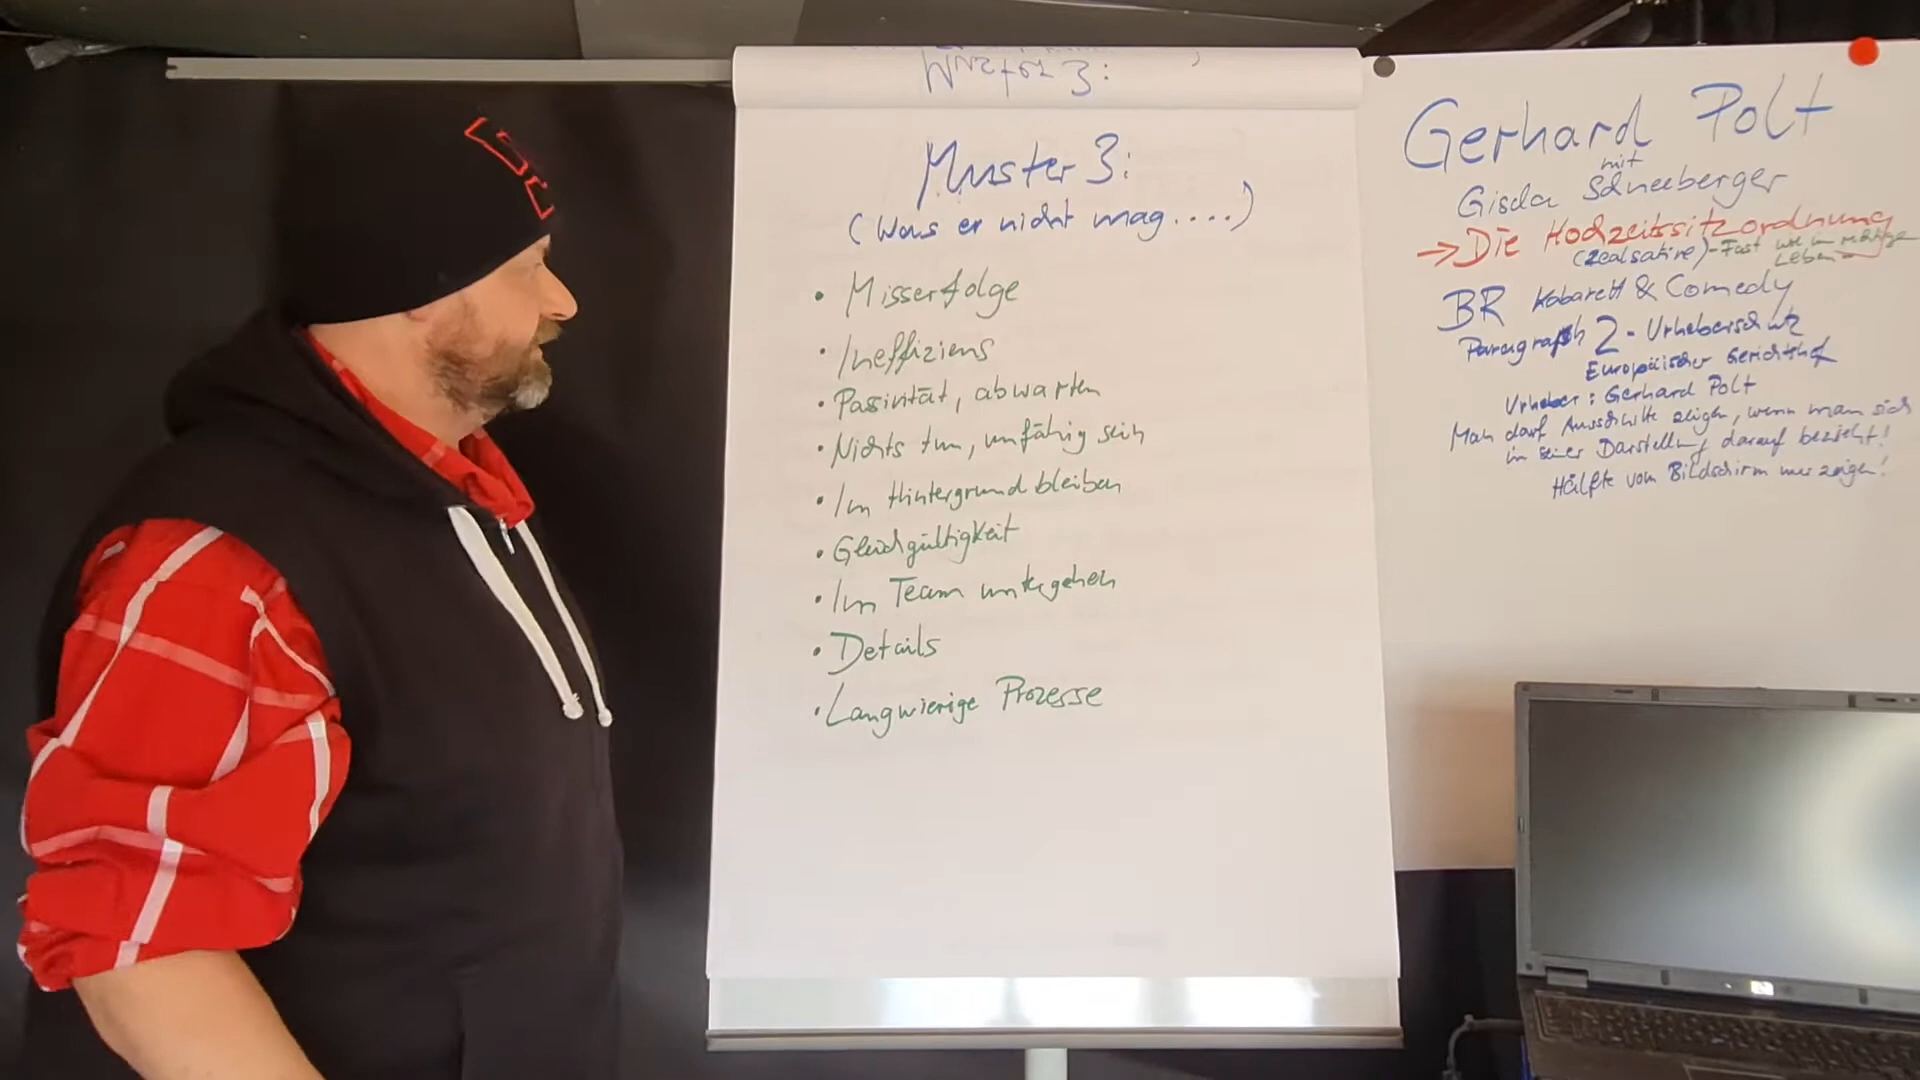 Muster 3:
Muster 3:
(Was er nicht mag....)
• Misserfolge
• Ineffiziens
• Passivität, abwarten
• Nichts tun, unfähig sein
• Im Hintergrund bleiben
• Gleichgültigkeit
• Im Team untergehen
• Details
• Langwierige Prozesse
Gerhard Polt
mit
Gisela Schneeberger
→ Die Hochzeitssitzordnung
(Realsatire) - Fast wie im richtigen
Leben -
BR Kabarett & Comedy
Paragraph 2 - Urheberschutz
Europäischer Gerichtshof
Urheber: Gerhard Polt
Man darf Ausschnitte zeigen, wenn man sich
in seiner Darstellung darauf bezieht!
Hälfte vom Bildschirm nur zeigen!